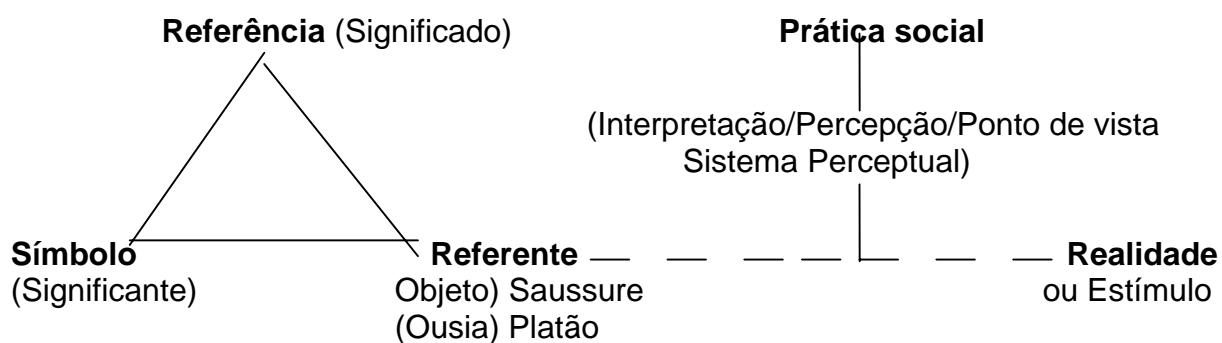 Referência (Significado)
Prática social
(Interpretação/Percepção/Ponto de vista
Sistema Perceptual)
Símbolo
(Significante)
Referente
Objeto) Saussure
(Ousia) Platão
Realidade
ou Estímulo